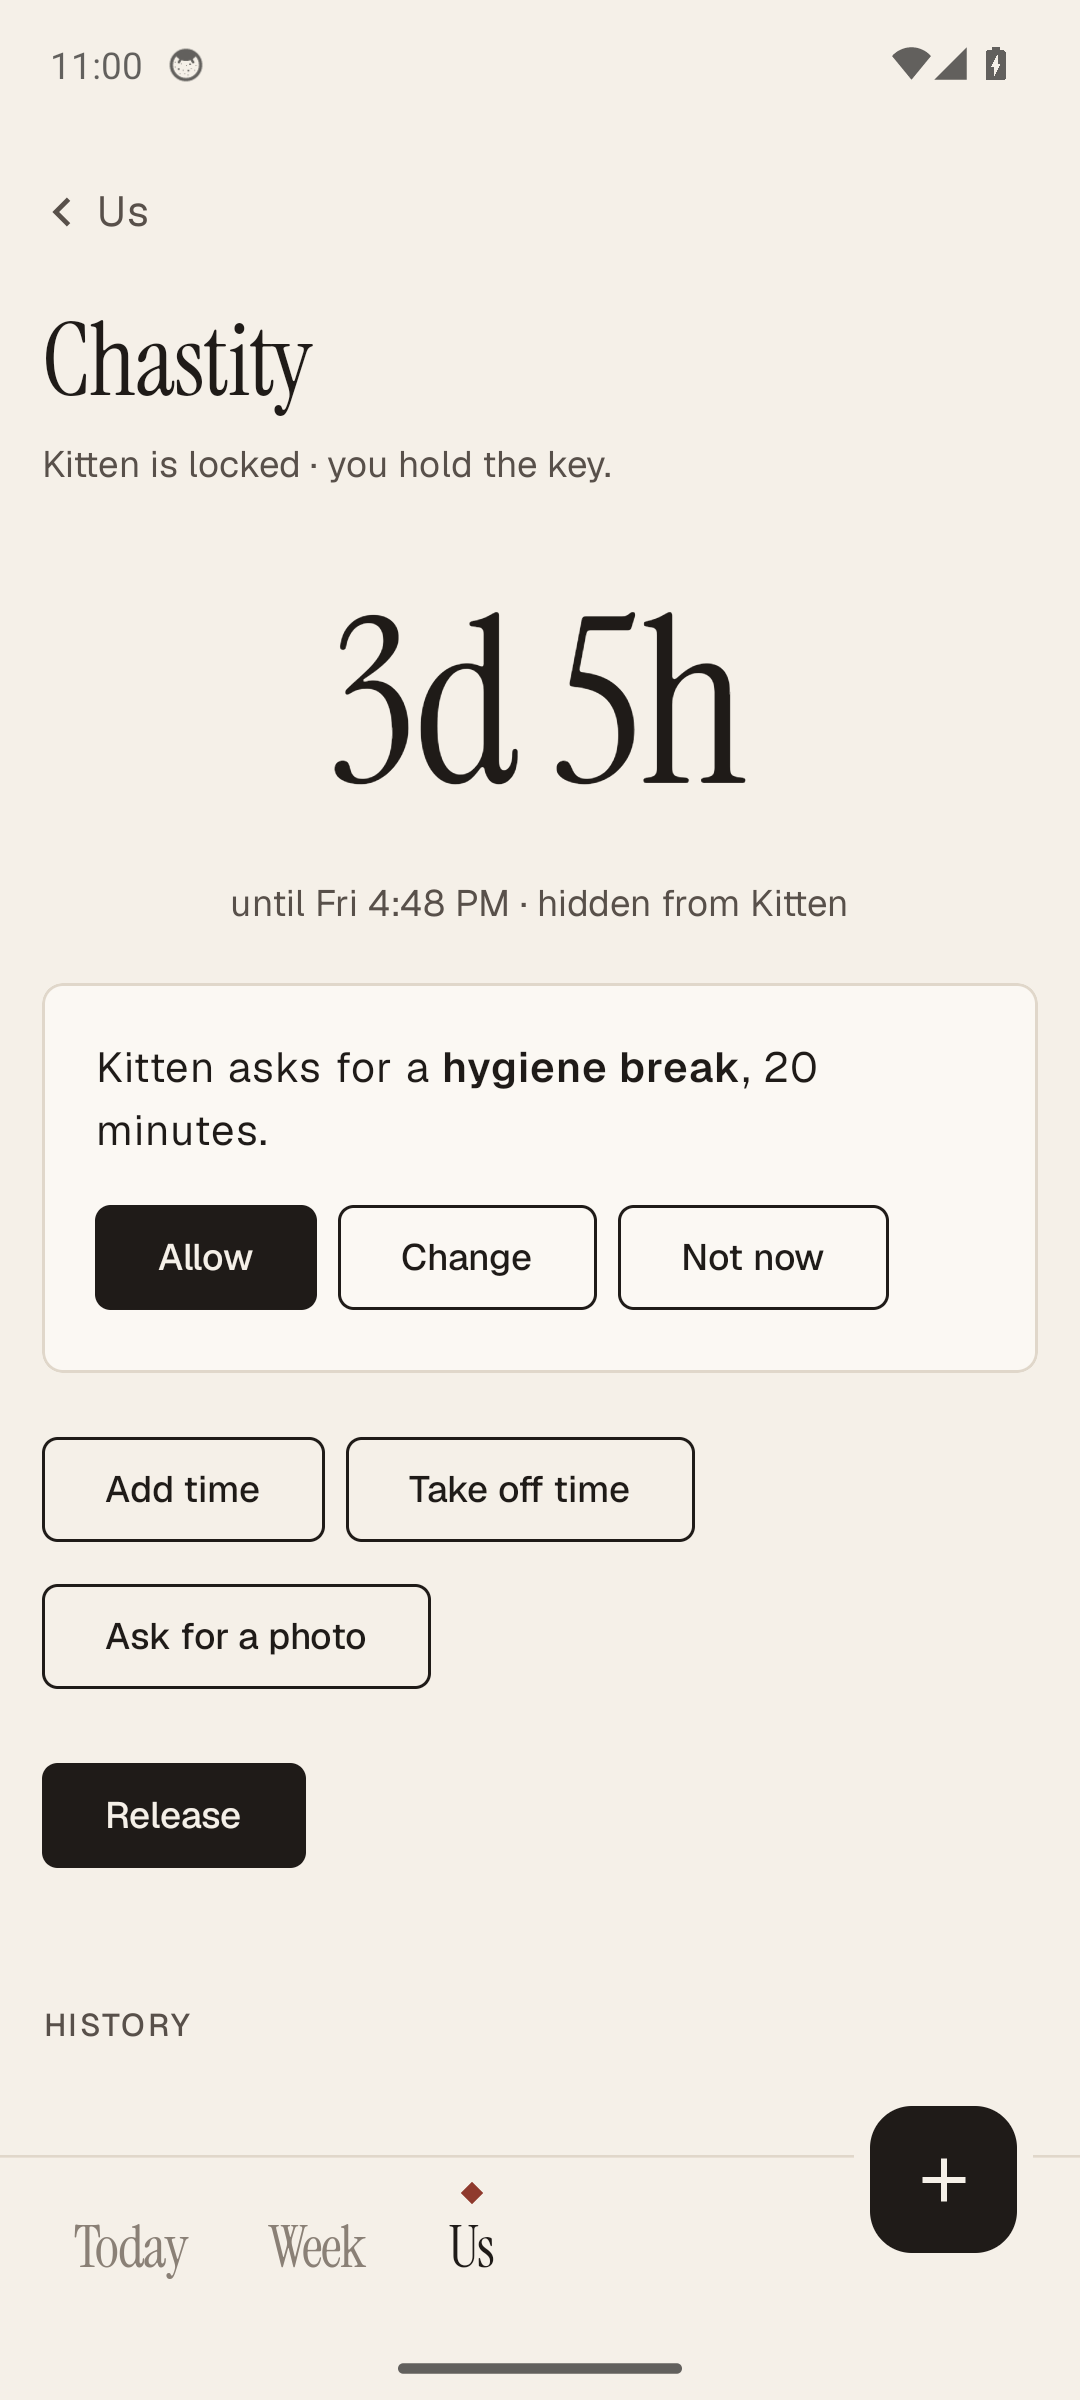 11:00
Us
Chastity
Kitten is locked · you hold the key.
3d 5h
until Fri 4:48 PM · hidden from Kitten
Kitten asks for a hygiene break, 20
minutes.
Allow
Change
Not now
Add time
Take off time
Ask for a photo
Release
HISTORY
Today
Week
Us